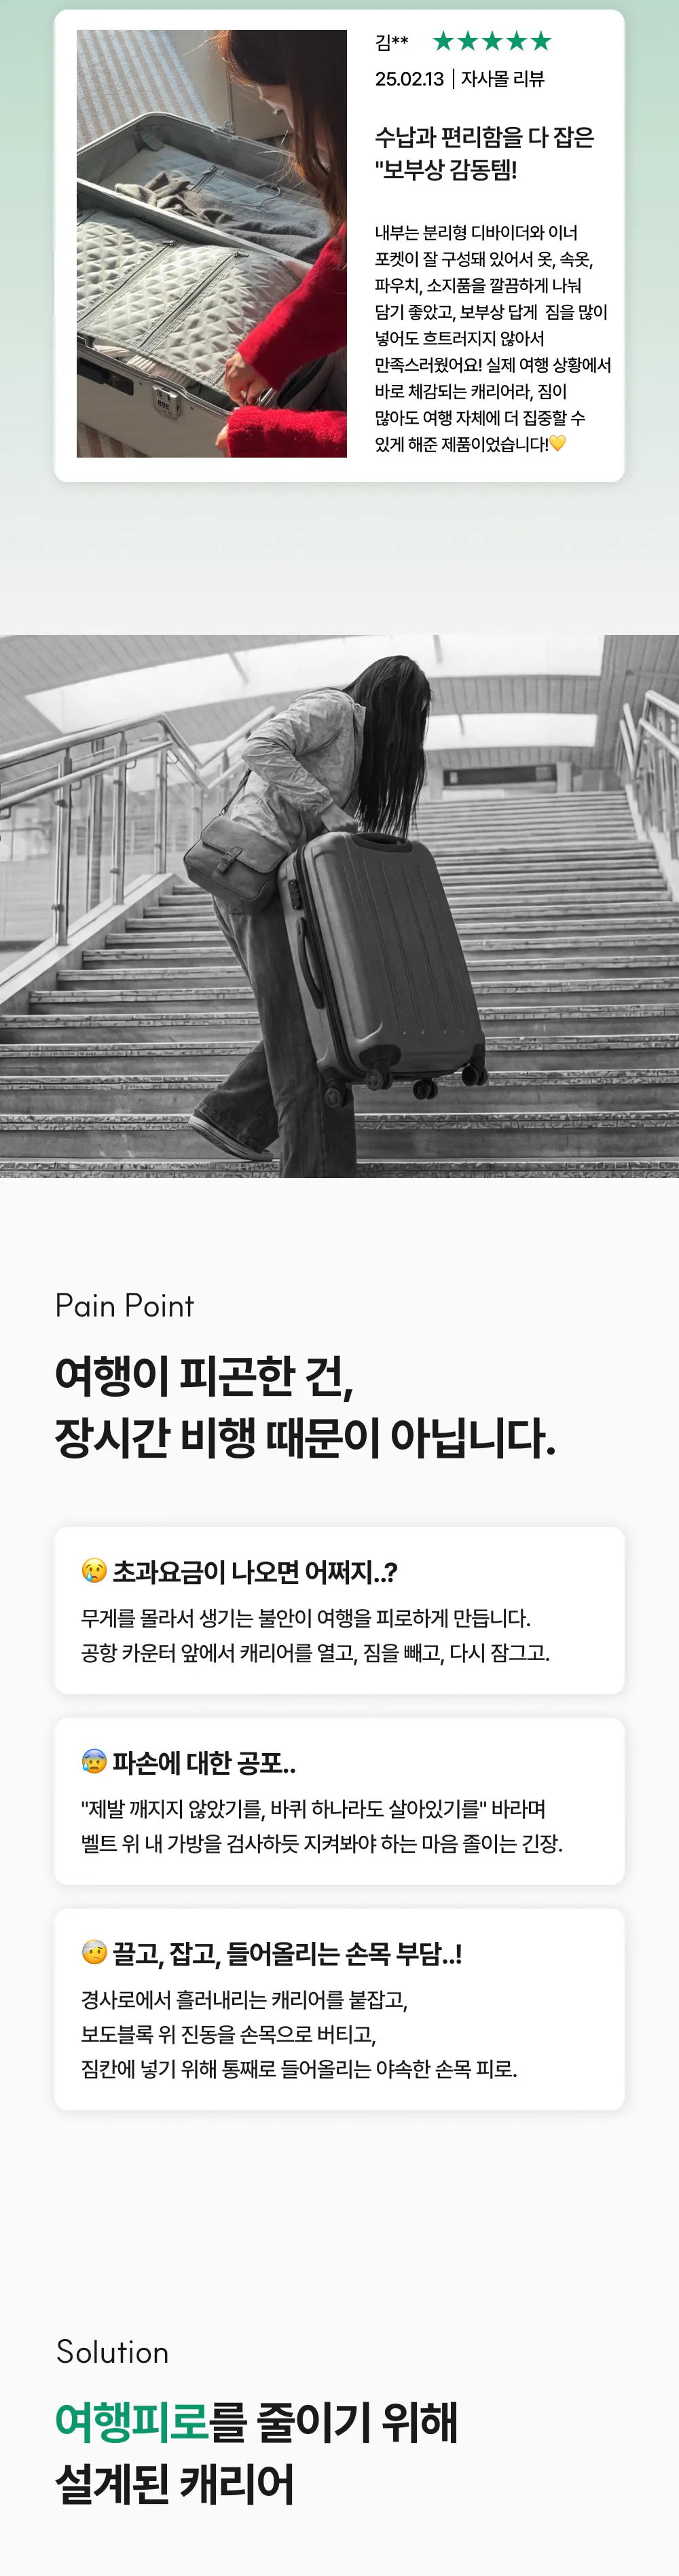 김** ★★★★★
25.02.13 | 자사몰 리뷰
수납과 편리함을 다 잡은
"보부상 감동템!
내부는 분리형 디바이더와 이너
포켓이 잘 구성돼 있어서 옷, 속옷,
파우치, 소지품을 깔끔하게 나눠
담기 좋았고, 보부상 답게 짐을 많이
넣어도 흐트러지지 않아서
만족스러웠어요! 실제 여행 상황에서
바로 체감되는 캐리어라, 짐이
많아도 여행 자체에 더 집중할 수
있게 해준 제품이었습니다!💛
Pain Point
여행이 피곤한 건,
장시간 비행 때문이 아닙니다.
😢 초과요금이 나오면 어쩌지..?
무게를 몰라서 생기는 불안이 여행을 피로하게 만듭니다.
공항 카운터 앞에서 캐리어를 열고, 짐을 빼고, 다시 잠그고.
😰 파손에 대한 공포..
"제발 깨지지 않았기를, 바퀴 하나라도 살아있기를" 바라며
벨트 위 내 가방을 검사하듯 지켜봐야 하는 마음 졸이는 긴장.
🤕 끌고, 잡고, 들어올리는 손목 부담..!
경사로에서 흘러내리는 캐리어를 붙잡고,
보도블록 위 진동을 손목으로 버티고,
짐칸에 넣기 위해 통째로 들어올리는 야속한 손목 피로.
Solution
여행피로를 줄이기 위해
설계된 캐리어